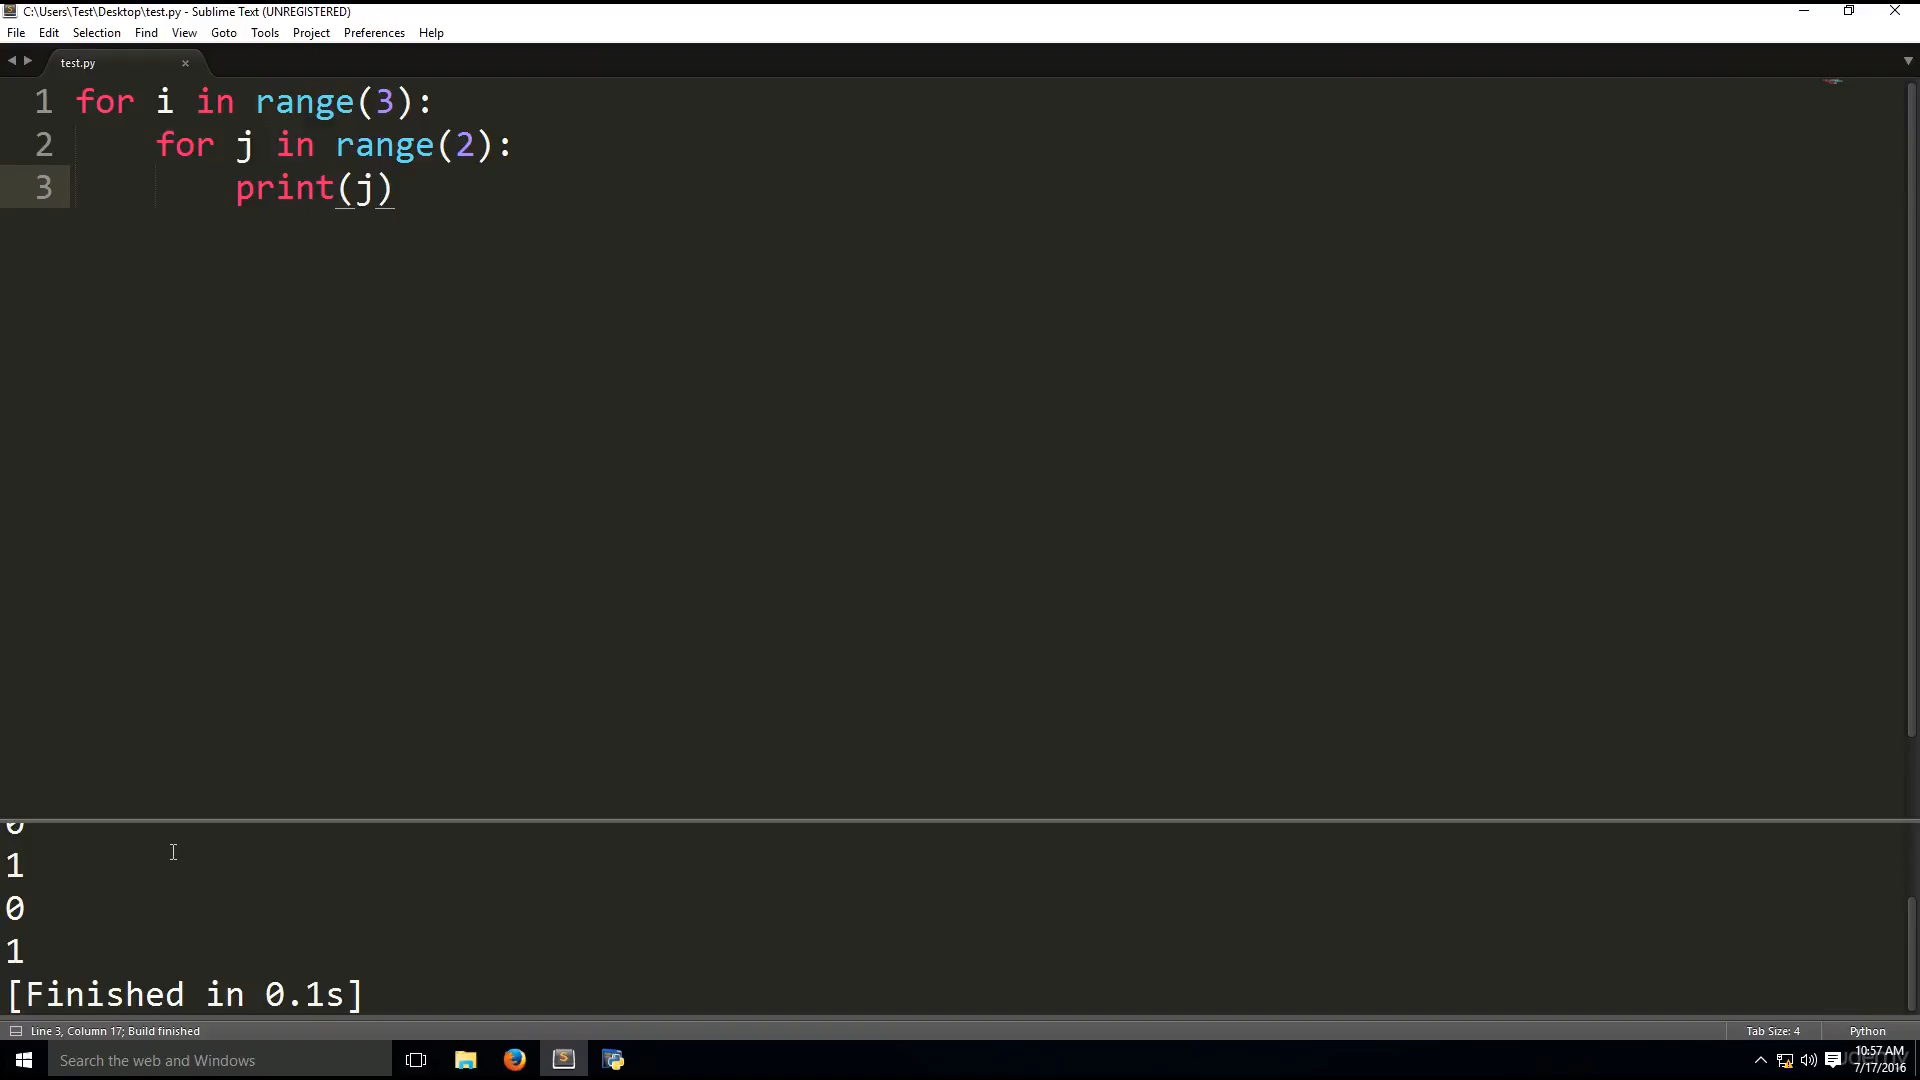 C:\Users\Test\Desktop\test.py - Sublime Text (UNREGISTERED)
File Edit Selection Find View Goto Tools Project Preferences Help
test.py
1 for i in range(3):
2     for j in range(2):
3         print(j)
0
1
0
1
[Finished in 0.1s]
Line 3, Column 17; Build finished
Tab Size: 4
Python
Search the web and Windows
10:57 AM
7/17/2016
udemy